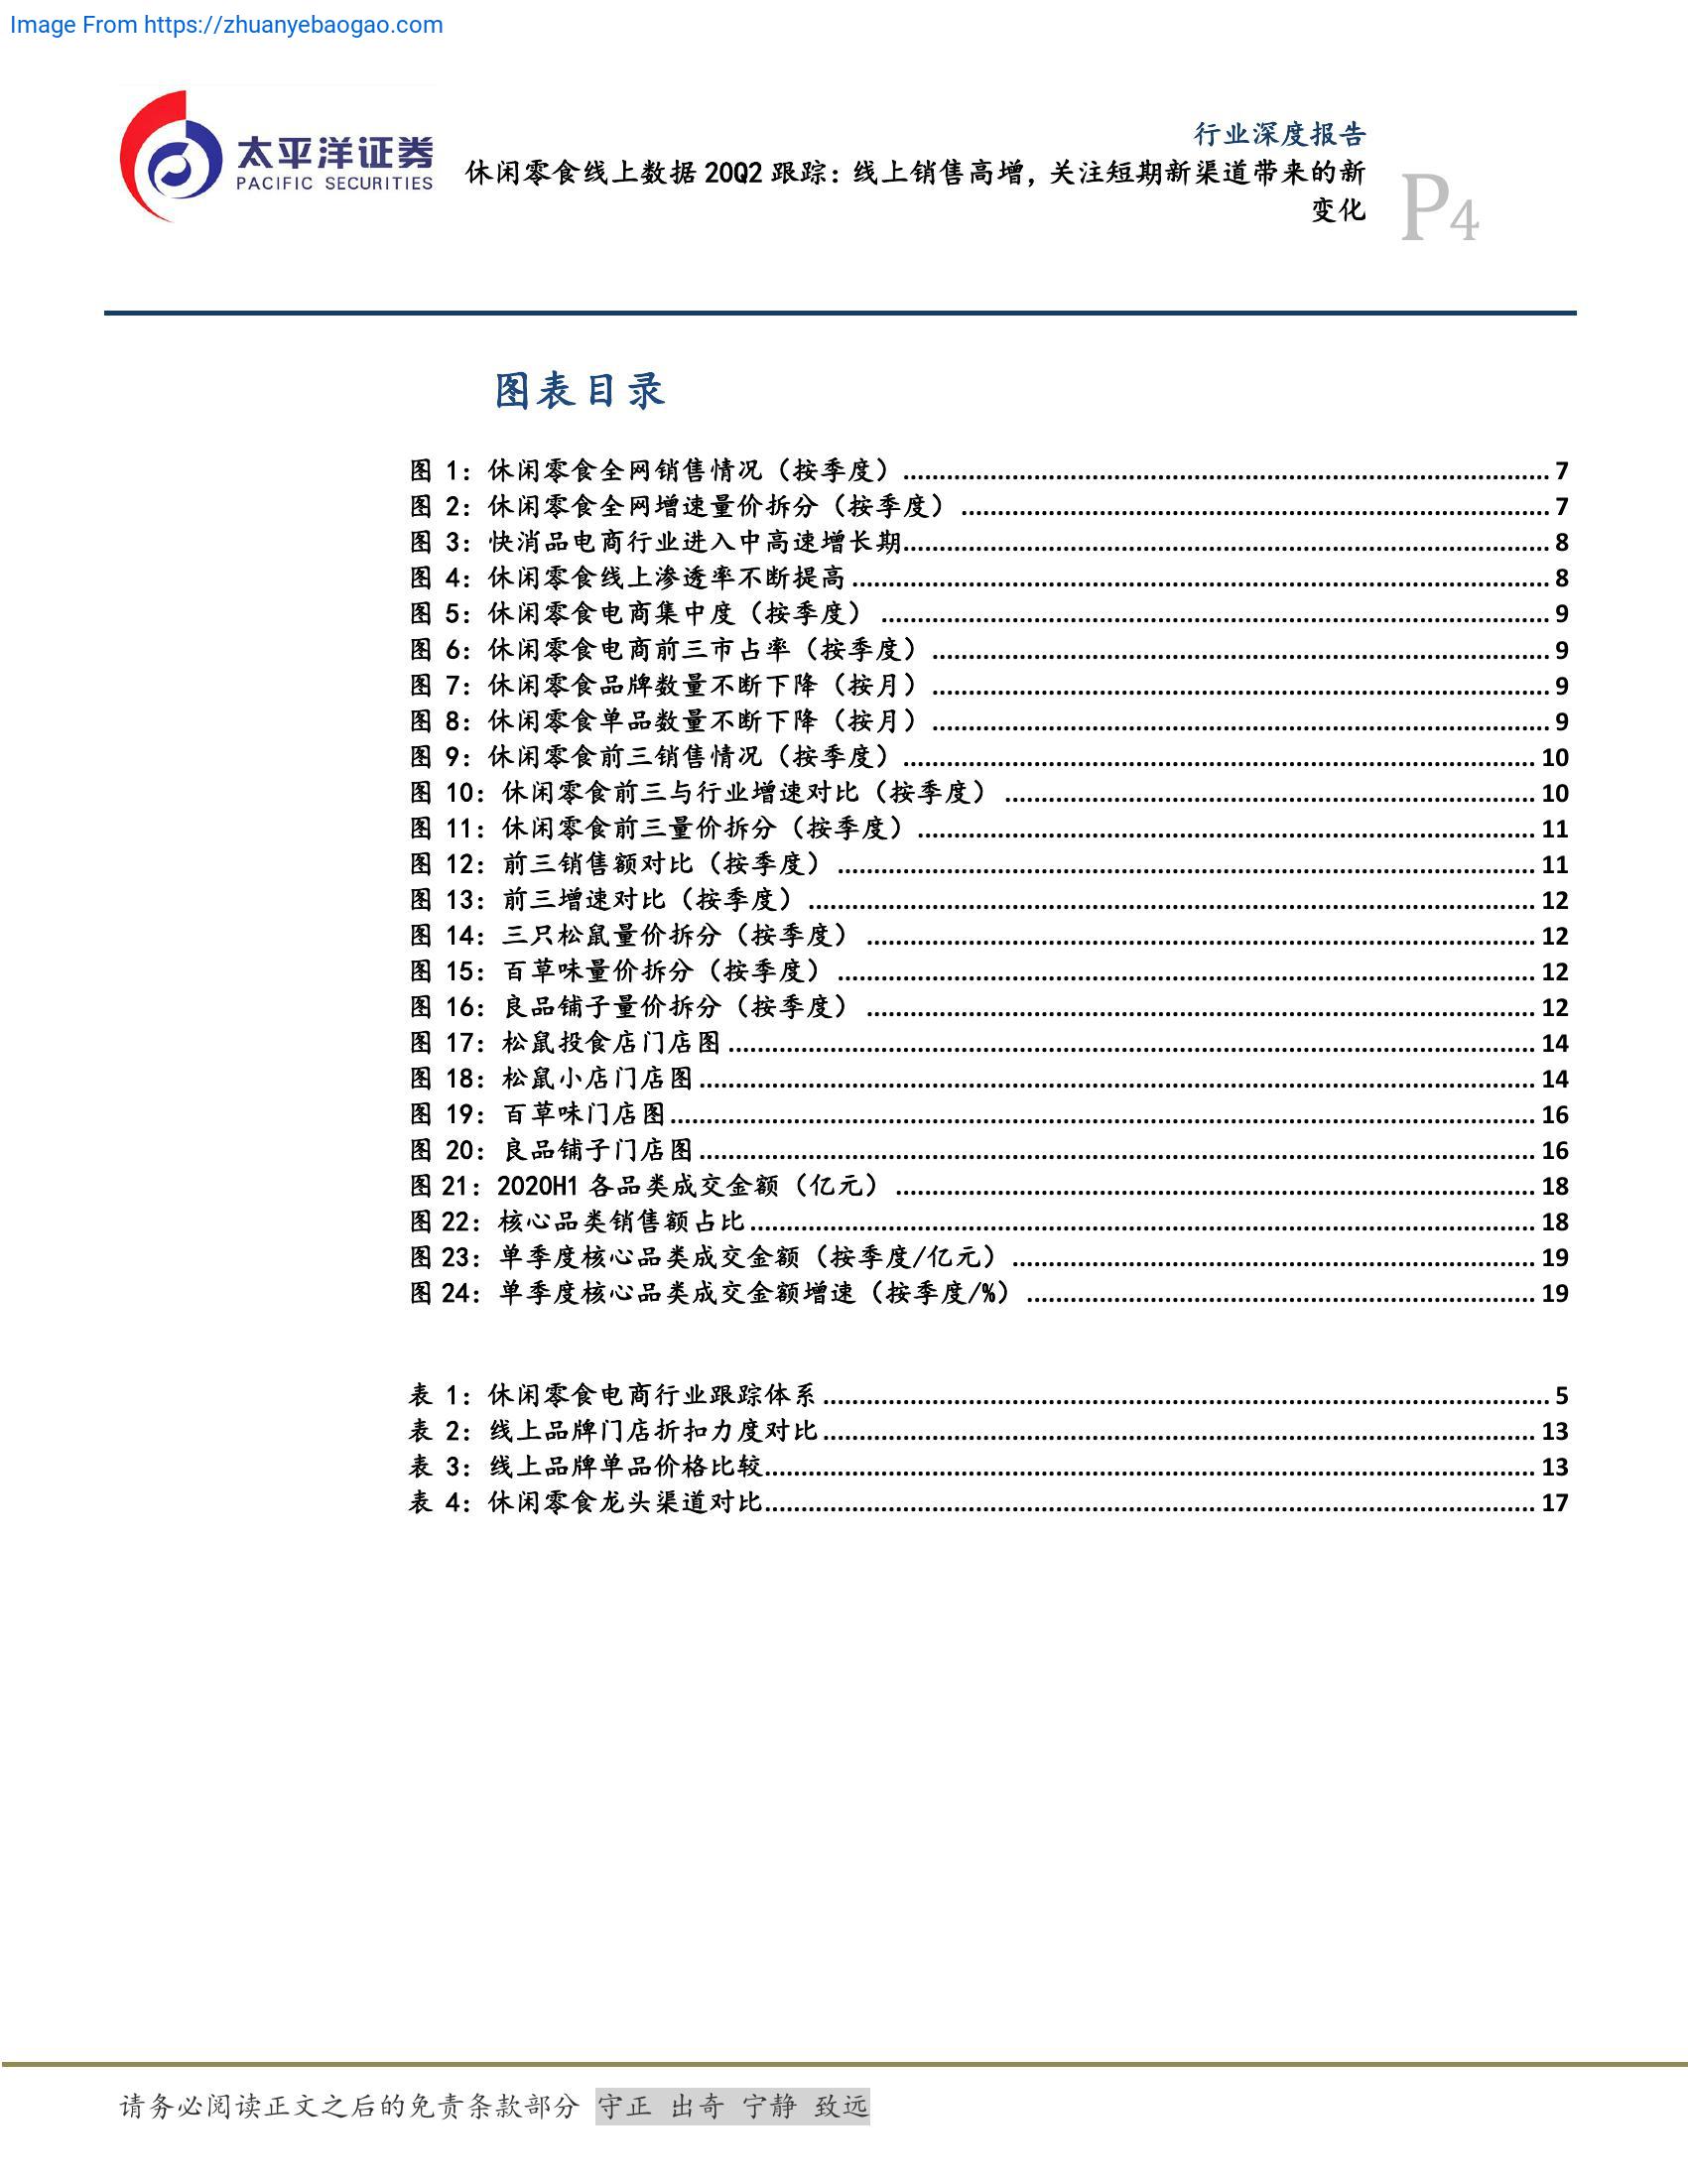 Image From https://zhuanyebaogao.com
太平洋证券
PACIFIC SECURITIES
行业深度报告
休闲零食线上数据 20Q2 跟踪：线上销售高增，关注短期新渠道带来的新
变化
P4
图表目录
图 1：休闲零食全网销售情况（按季度）........ 7
图 2：休闲零食全网增速量价拆分（按季度）........ 7
图 3：快消品电商行业进入中高速增长期........ 8
图 4：休闲零食线上渗透率不断提高........ 8
图 5：休闲零食电商集中度（按季度）........ 9
图 6：休闲零食电商前三市占率（按季度）........ 9
图 7：休闲零食品牌数量不断下降（按月）........ 9
图 8：休闲零食单品数量不断下降（按月）........ 9
图 9：休闲零食前三销售情况（按季度）........ 10
图 10：休闲零食前三与行业增速对比（按季度）........ 10
图 11：休闲零食前三量价拆分（按季度）........ 11
图 12：前三销售额对比（按季度）........ 11
图 13：前三增速对比（按季度）........ 12
图 14：三只松鼠量价拆分（按季度）........ 12
图 15：百草味量价拆分（按季度）........ 12
图 16：良品铺子量价拆分（按季度）........ 12
图 17：松鼠投食店门店图........ 14
图 18：松鼠小店门店图........ 14
图 19：百草味门店图........ 16
图 20：良品铺子门店图........ 16
图 21：2020H1 各品类成交金额（亿元）........ 18
图 22：核心品类销售额占比........ 18
图 23：单季度核心品类成交金额（按季度/亿元）........ 19
图 24：单季度核心品类成交金额增速（按季度/%）........ 19
表 1：休闲零食电商行业跟踪体系........ 5
表 2：线上品牌门店折扣力度对比........ 13
表 3：线上品牌单品价格比较........ 13
表 4：休闲零食龙头渠道对比........ 17
请务必阅读正文之后的免责条款部分 守正 出奇 宁静 致远